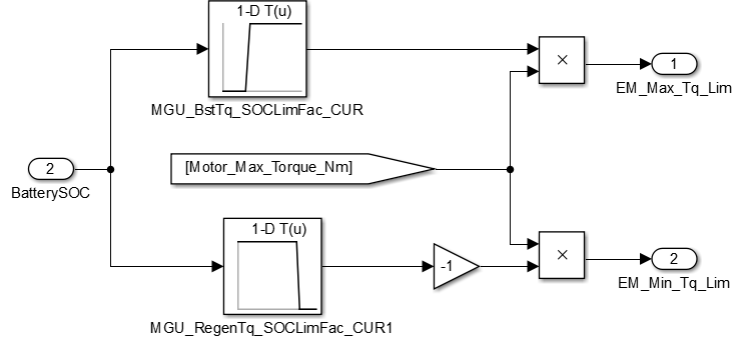 1-D T(u)
MGU_BstTq_SOCLimFac_CUR
×
1
EM_Max_Tq_Lim
[Motor_Max_Torque_Nm]
2
BatterySOC
1-D T(u)
MGU_RegenTq_SOCLimFac_CUR1
-1
×
2
EM_Min_Tq_Lim